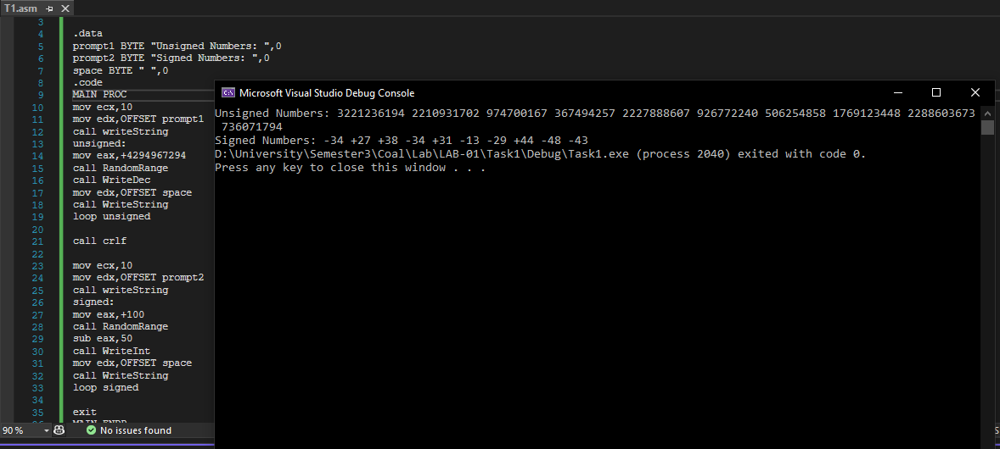 T1.asm
3
4 .data
5 prompt1 BYTE "Unsigned Numbers: ",0
6 prompt2 BYTE "Signed Numbers: ",0
7 space BYTE " ",0
8 .code
9 MAIN PROC
10 mov ecx,10
11 mov edx,OFFSET prompt1
12 call writeString
13 unsigned:
14 mov eax,+4294967294
15 call RandomRange
16 call WriteDec
17 mov edx,OFFSET space
18 call WriteString
19 loop unsigned
20
21 call crlf
22
23 mov ecx,10
24 mov edx,OFFSET prompt2
25 call writeString
26 signed:
27 mov eax,+100
28 call RandomRange
29 sub eax,50
30 call WriteInt
31 mov edx,OFFSET space
32 call WriteString
33 loop signed
34
35 exit
MAIN ENDP
90 %
No issues found
Microsoft Visual Studio Debug Console
Unsigned Numbers: 3221236194 2210931702 974700167 367494257 2227888607 926772240 506254858 1769123448 2288603673
736071794
Signed Numbers: -34 +27 +38 -34 +31 -13 -29 +44 -48 -43
D:\University\Semester3\Coal\Lab\LAB-01\Task1\Debug\Task1.exe (process 2040) exited with code 0.
Press any key to close this window . . .